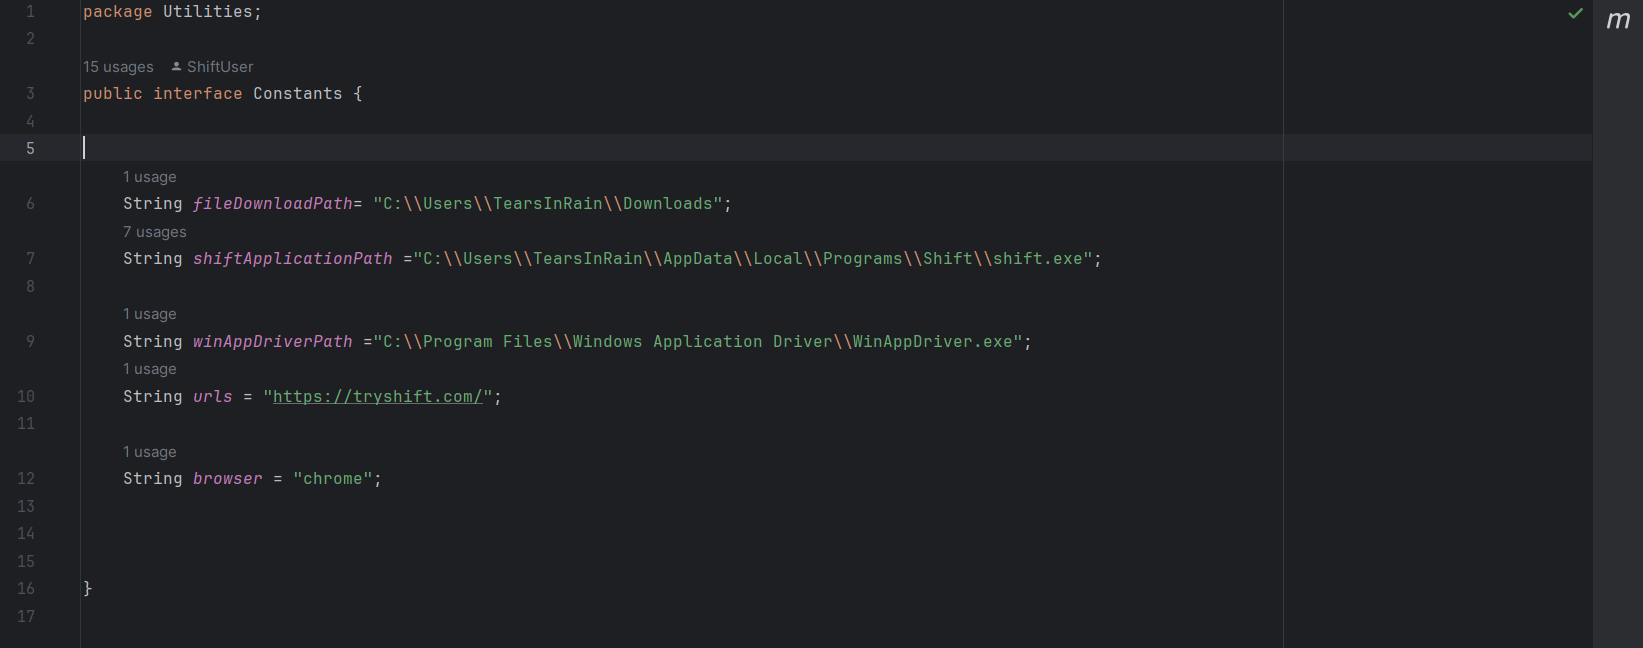 1 package Utilities;
2
15 usages ShiftUser
3 public interface Constants {
4
5
1 usage
6 String fileDownloadPath= "C:\\Users\\TearsInRain\\Downloads";
7 usages
7 String shiftApplicationPath ="C:\\Users\\TearsInRain\\AppData\\Local\\Programs\\Shift\\shift.exe";
8
1 usage
9 String winAppDriverPath ="C:\\Program Files\\Windows Application Driver\\WinAppDriver.exe";
1 usage
10 String urls = "https://tryshift.com/";
11
1 usage
12 String browser = "chrome";
13
14
15
16 }
17
m